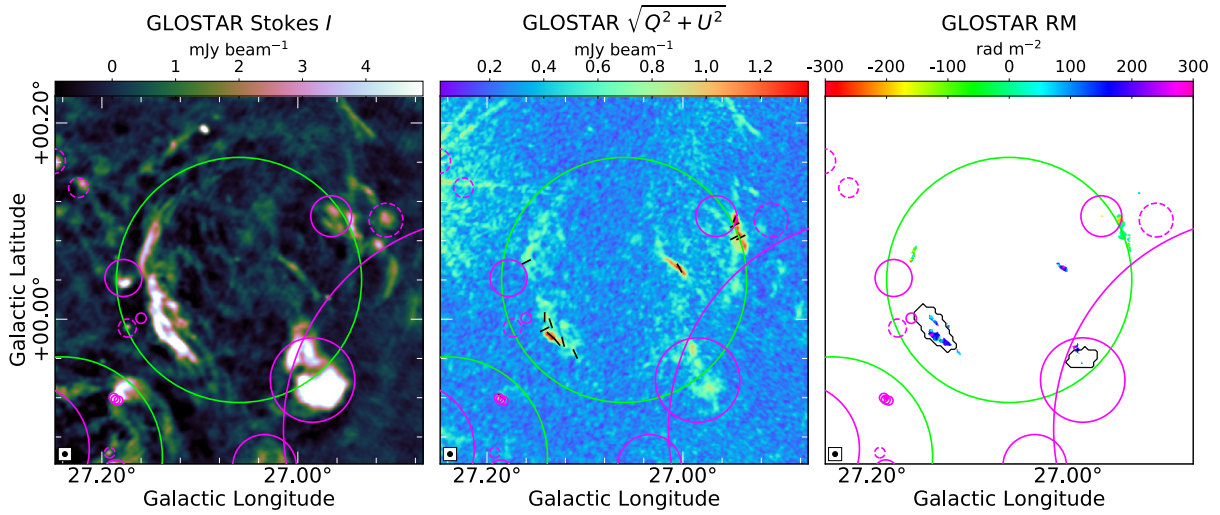 GLOSTAR Stokes I
mJy beam⁻¹
0 1 2 3 4
GLOSTAR √Q² + U²
mJy beam⁻¹
0.2 0.4 0.6 0.8 1.0 1.2
GLOSTAR RM
rad m⁻²
-300 -200 -100 0 100 200 300
+00.20°
+00.00°
Galactic Latitude
27.20° 27.00°
Galactic Longitude
27.20° 27.00°
Galactic Longitude
27.20° 27.00°
Galactic Longitude